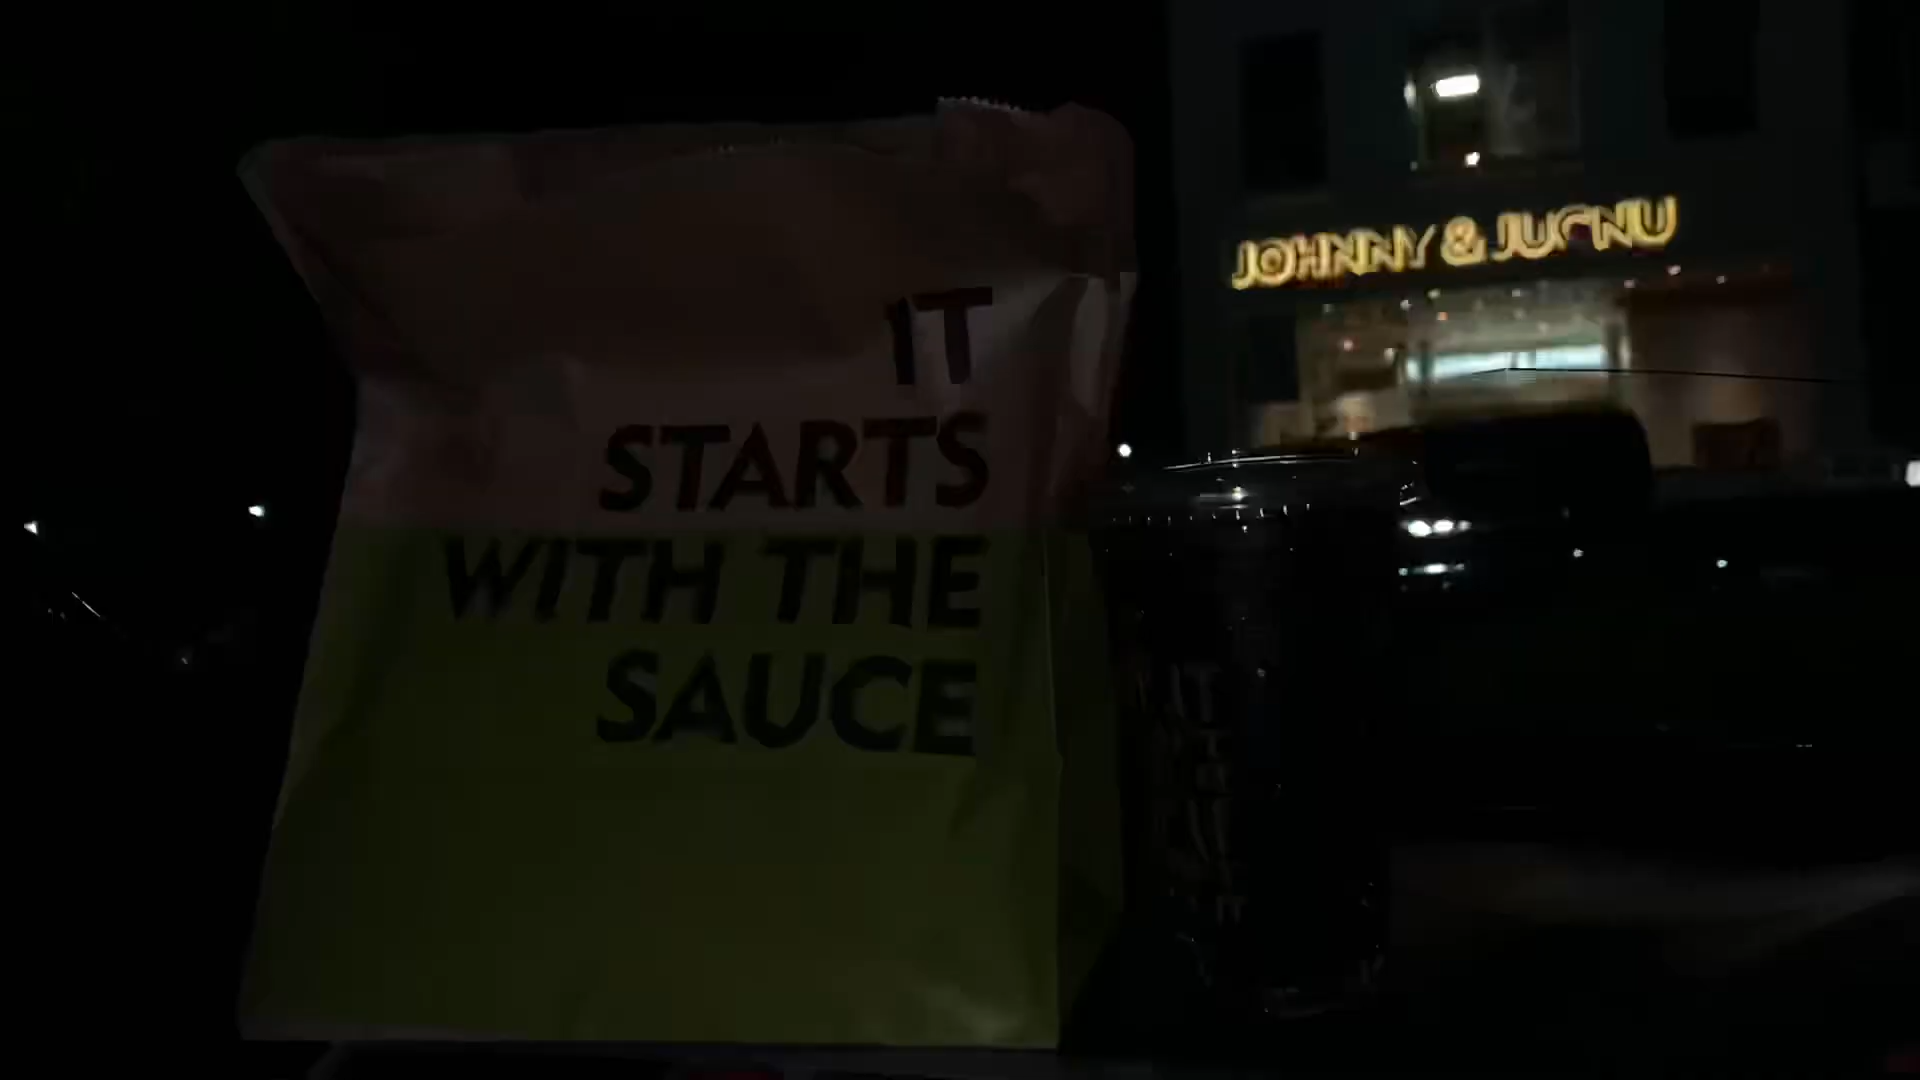 IT
STARTS
WITH THE
SAUCE
JOHNNY & JUGNU